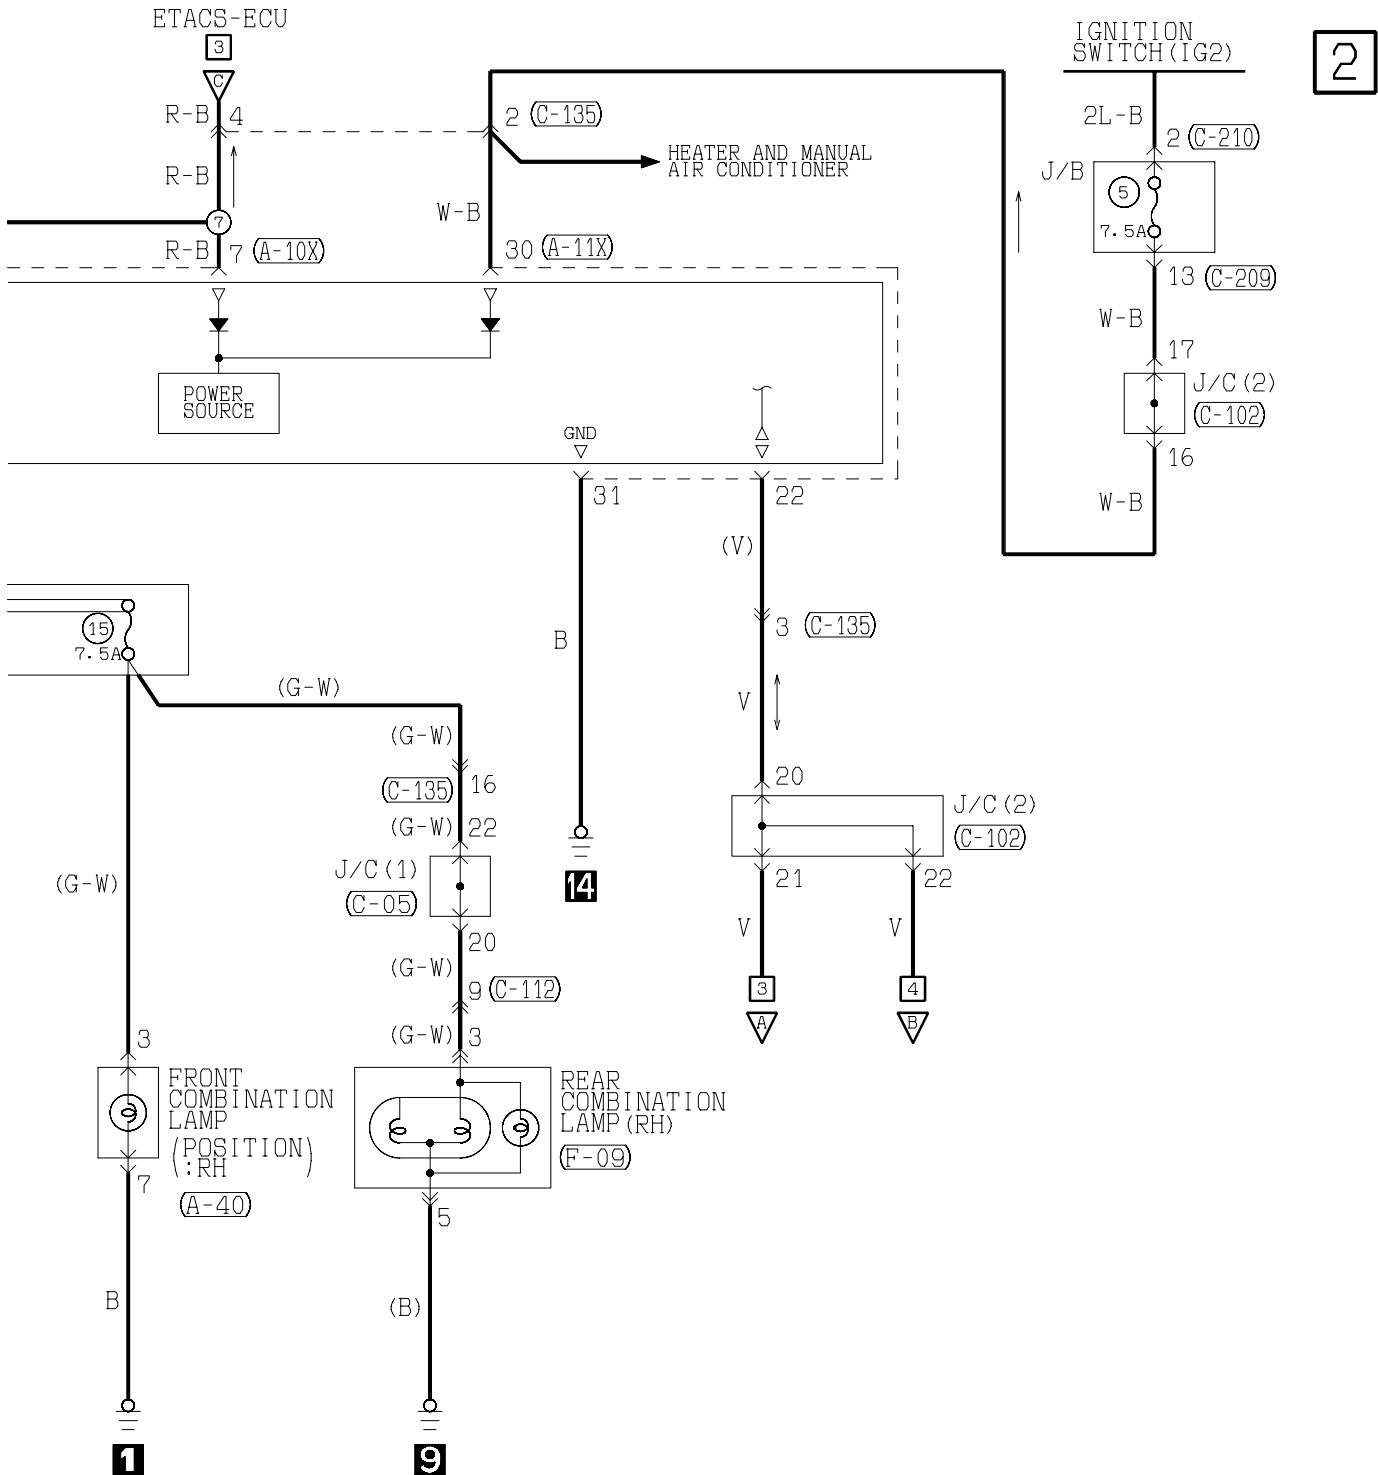 ETACS-ECU
3
C
R-B 4
R-B
7
R-B 7 (A-10X)
2 (C-135)
HEATER AND MANUAL
AIR CONDITIONER
W-B
30 (A-11X)
IGNITION
SWITCH(IG2)
2
2L-B
2 (C-210)
J/B
5
7.5A
13 (C-209)
W-B
17
J/C(2)
(C-102)
16
W-B
POWER
SOURCE
GND
31
22
(V)
3 (C-135)
B
V
20
J/C(2)
(C-102)
21
22
V
V
3
4
A
B
14
15
7.5A
(G-W)
(G-W)
(C-135) 16
(G-W) 22
J/C(1)
(C-05)
20
(G-W)
9 (C-112)
(G-W) 3
(G-W)
3
FRONT
COMBINATION
LAMP
(POSITION)
:RH
7
(A-40)
REAR
COMBINATION
LAMP(RH)
(F-09)
5
B
(B)
1
9